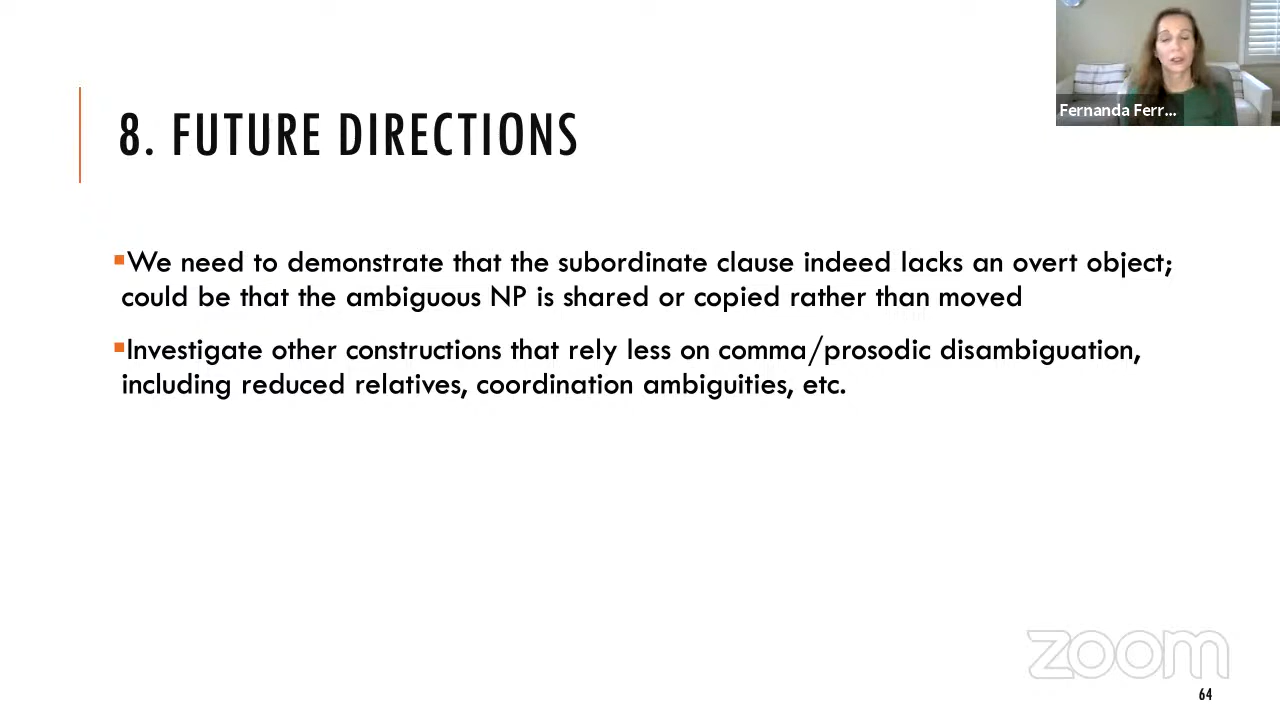 Fernanda Ferr...
8. FUTURE DIRECTIONS
We need to demonstrate that the subordinate clause indeed lacks an overt object;
could be that the ambiguous NP is shared or copied rather than moved
Investigate other constructions that rely less on comma/prosodic disambiguation,
including reduced relatives, coordination ambiguities, etc.
zoom
64